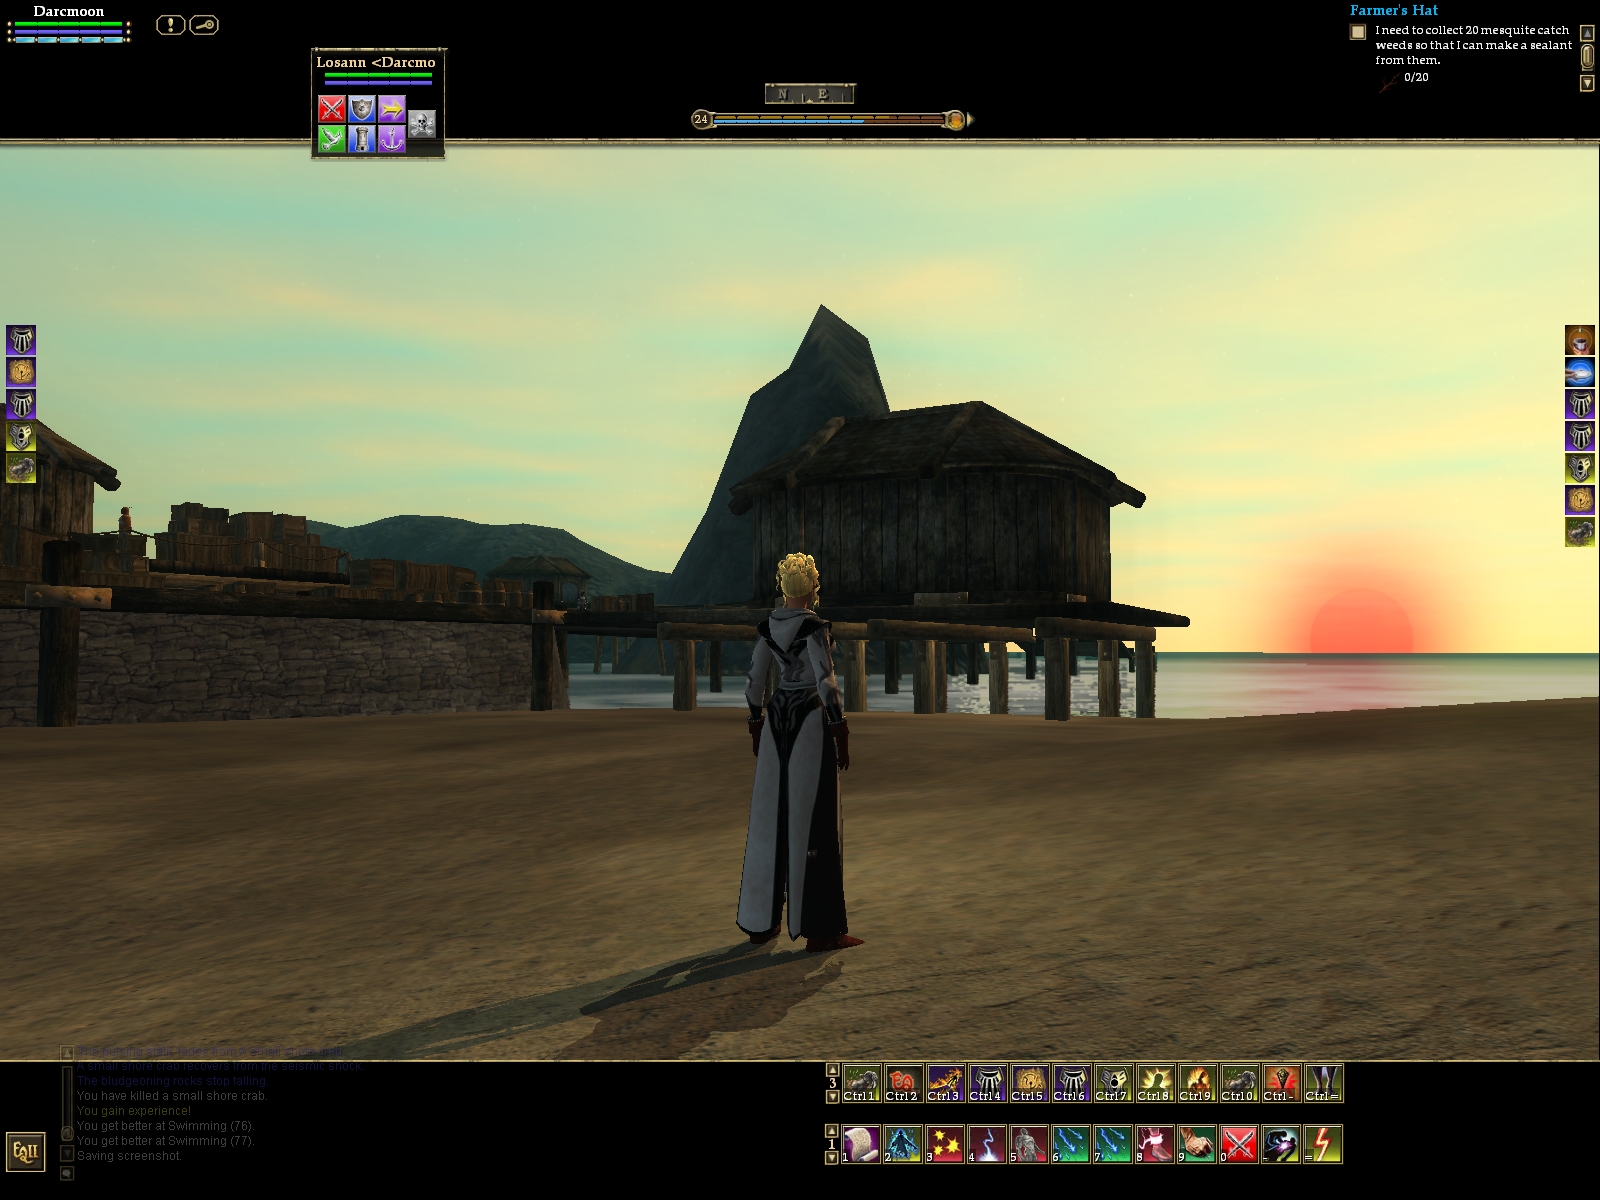 Darcmoon
Losann <Darcmo
N E
24
Farmer's Hat
I need to collect 20 mesquite catch
weeds so that I can make a sealant
from them.
0/20
A small shore crab recovers from the seismic shock.
The bludgeoning rocks stop falling.
You have killed a small shore crab.
You gain experience!
You get better at Swimming (76).
You get better at Swimming (77).
Saving screenshot.
EQII
3
Ctrl1 Ctrl2 Ctrl3 Ctrl4 Ctrl5 Ctrl6 Ctrl7 Ctrl8 Ctrl9 Ctrl0 Ctrl- Ctrl=
1
1 2 3 4 5 6 7 8 9 0 - =